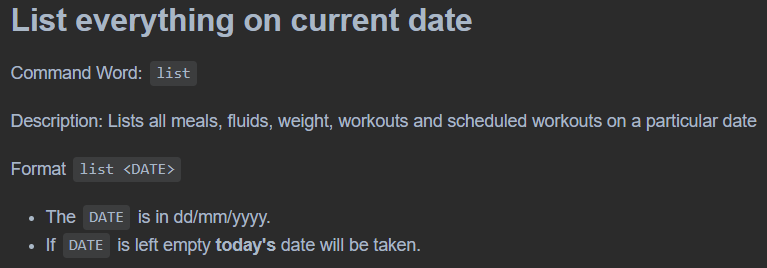 List everything on current date
Command Word: list
Description: Lists all meals, fluids, weight, workouts and scheduled workouts on a particular date
Format list <DATE>
• The DATE is in dd/mm/yyyy.
• If DATE is left empty today's date will be taken.